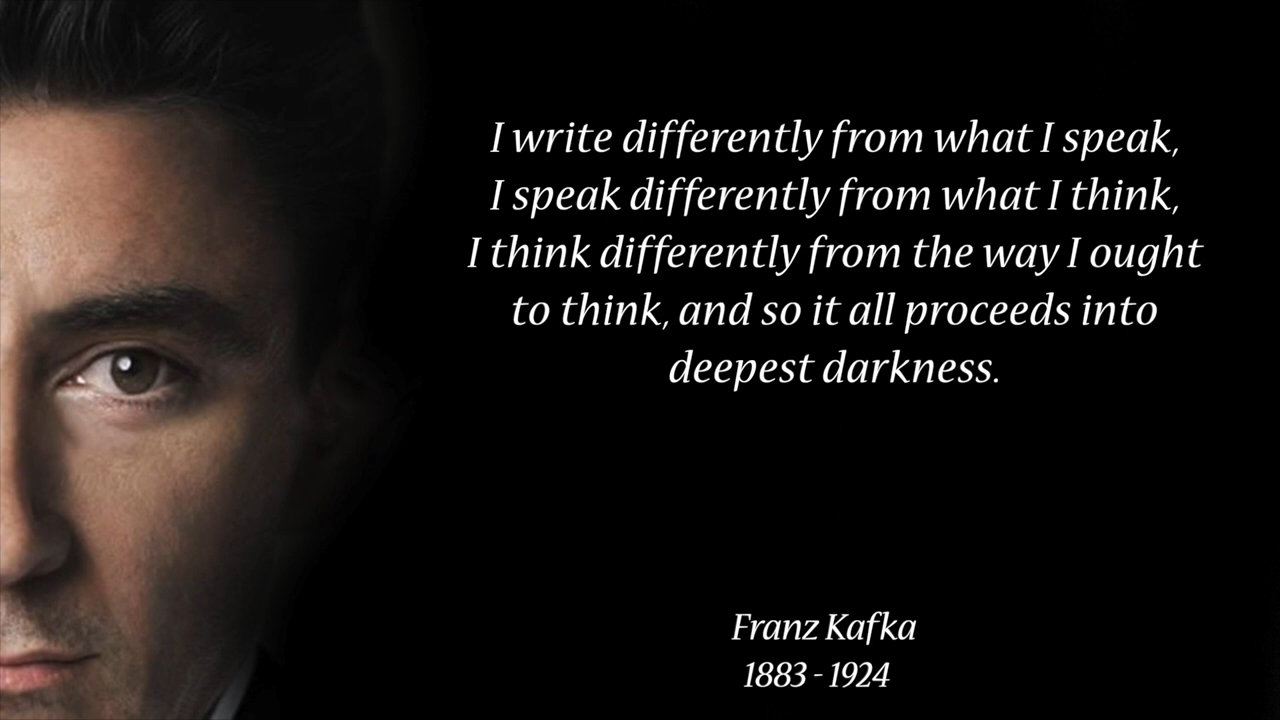 I write differently from what I speak,
I speak differently from what I think,
I think differently from the way I ought
to think, and so it all proceeds into
deepest darkness.
Franz Kafka
1883 - 1924